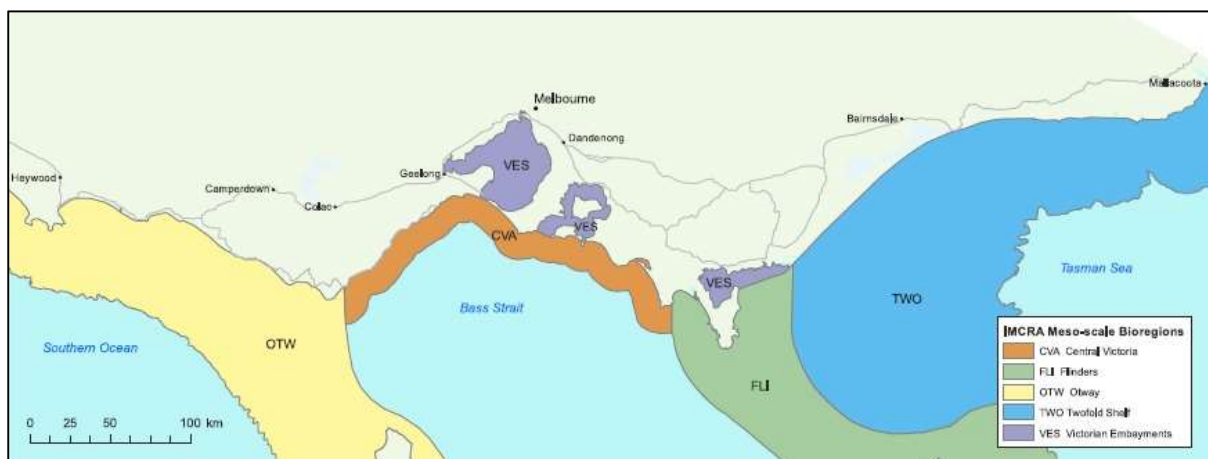 Mallacoota
Melbourne
Bairnsdale
Dandenong
VES
Geelong
Heywood
Camperdown
Colac
VES
CVA
VES
Tasman Sea
TWO
Bass Strait
IMCRA Meso-scale Bioregions
OTW
Southern Ocean
CVA Central Victoria
FLI Flinders
FLI
OTW Otway
TWO Twofold Shelf
VES Victorian Embayments
0 25 50 100 km